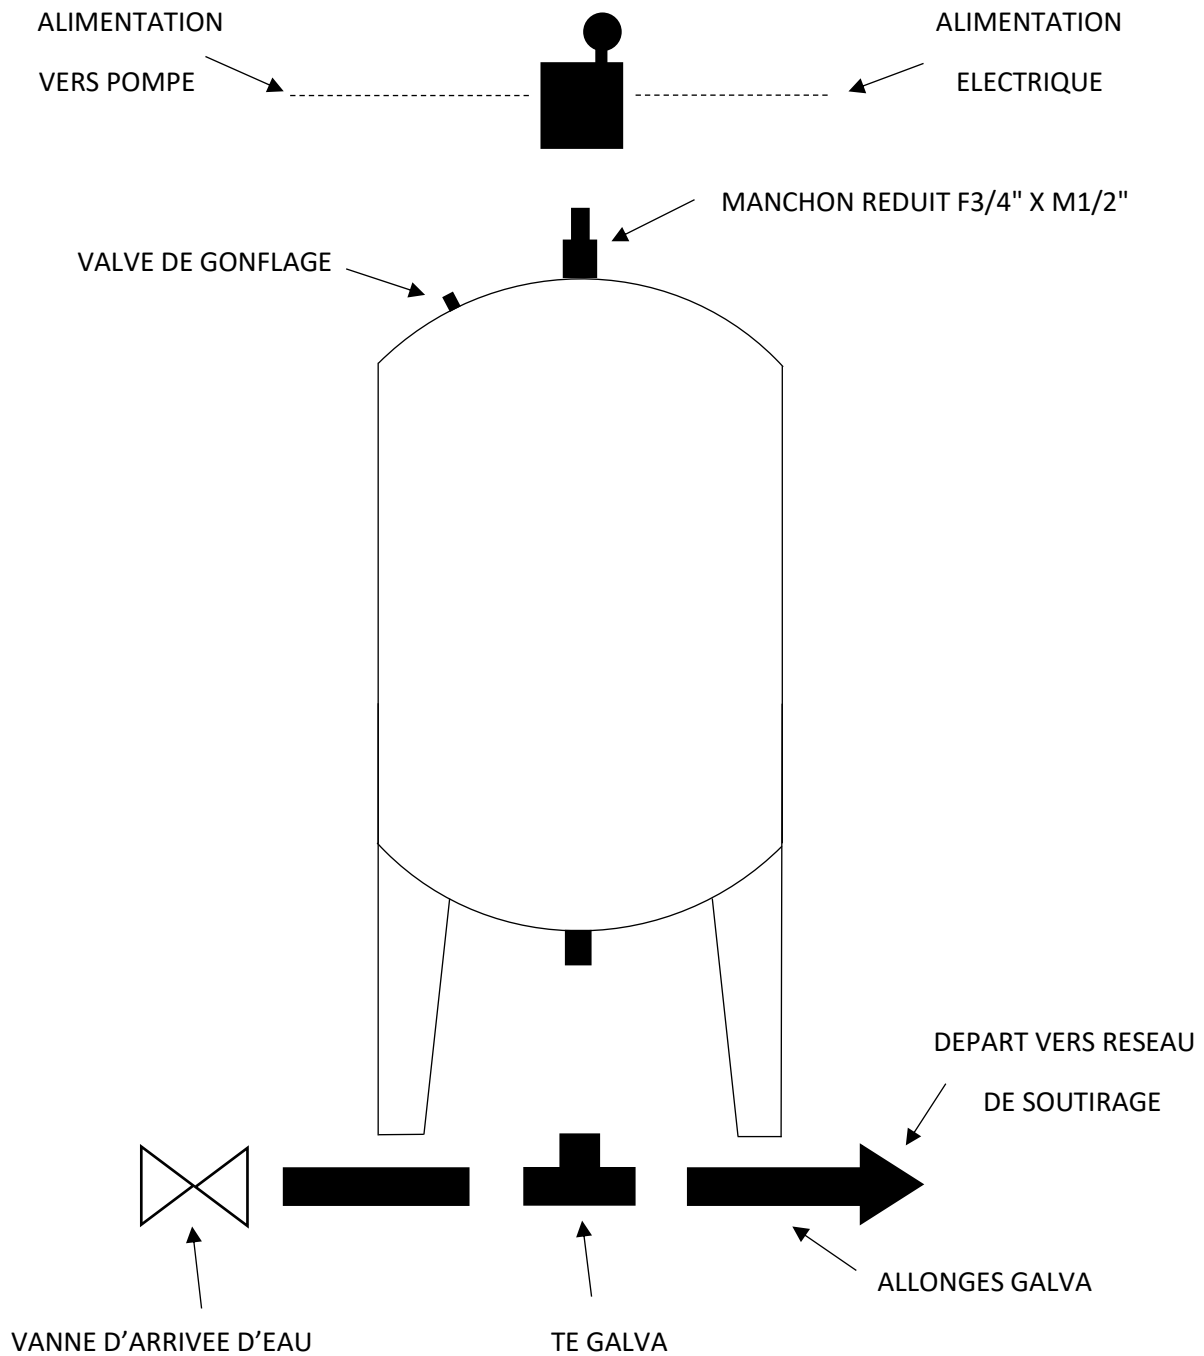 ALIMENTATION
VERS POMPE
ALIMENTATION
ELECTRIQUE
MANCHON REDUIT F3/4" X M1/2"
VALVE DE GONFLAGE
DEPART VERS RESEAU
DE SOUTIRAGE
ALLONGES GALVA
VANNE D’ARRIVEE D’EAU
TE GALVA